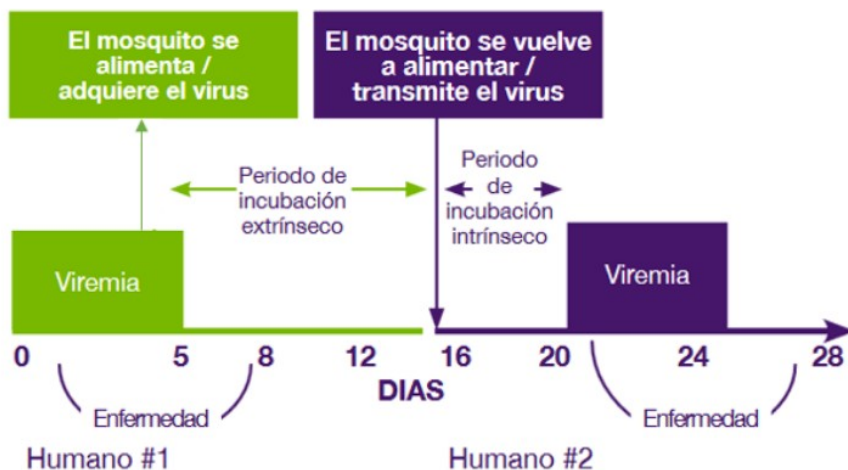 El mosquito se
alimenta /
adquiere el virus
El mosquito se vuelve
a alimentar /
transmite el virus
Periodo de
incubación
extrínseco
Periodo
de
incubación
intrínseco
Viremia
Viremia
0 5 8 12 16 20 24 28
DIAS
Enfermedad
Enfermedad
Humano #1
Humano #2